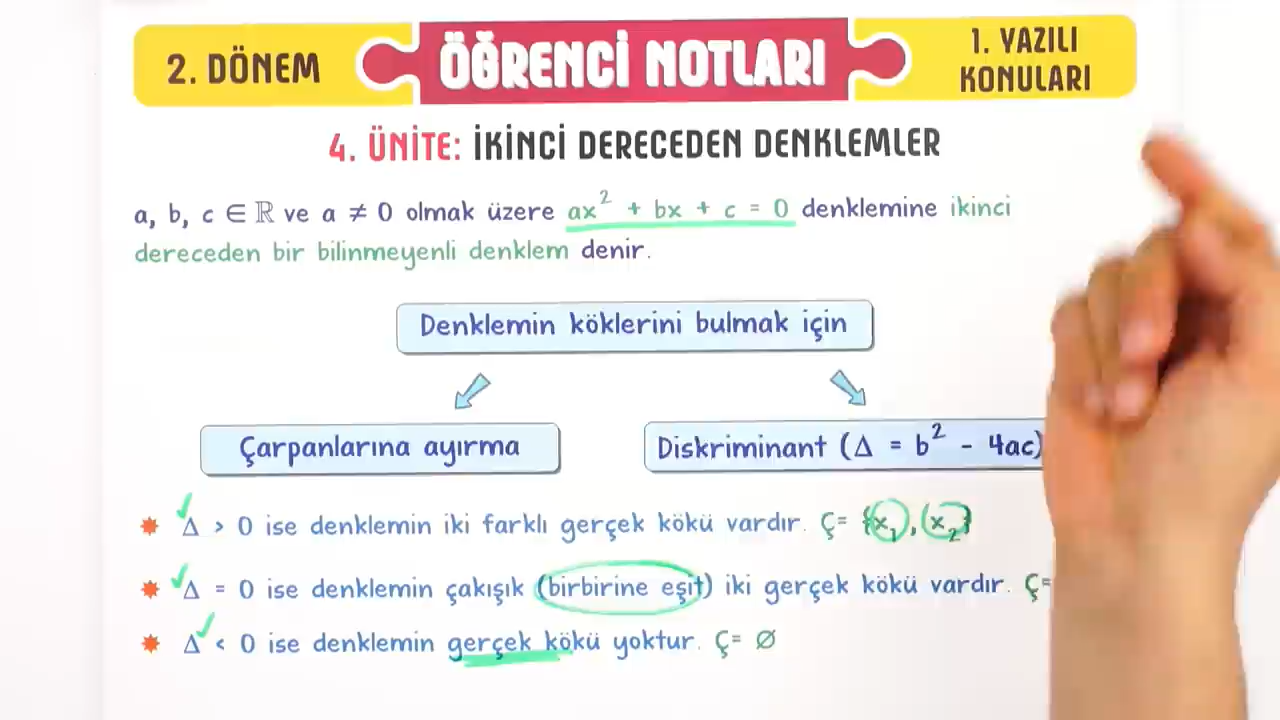 2. DÖNEM
ÖĞRENCİ NOTLARI
1. YAZILI
KONULARI
4. ÜNİTE: İKİNCİ DERECEDEN DENKLEMLER
a, b, c ∈ ℝ ve a ≠ 0 olmak üzere ax² + bx + c = 0 denklemine ikinci
dereceden bir bilinmeyenli denklem denir.
Denklemin köklerini bulmak için
Çarpanlarına ayırma
Diskriminant (Δ = b² - 4ac)
Δ > 0 ise denklemin iki farklı gerçek kökü vardır. Ç= {x₁, x₂}
Δ = 0 ise denklemin çakışık (birbirine eşit) iki gerçek kökü vardır. Ç=
Δ < 0 ise denklemin gerçek kökü yoktur. Ç= ∅